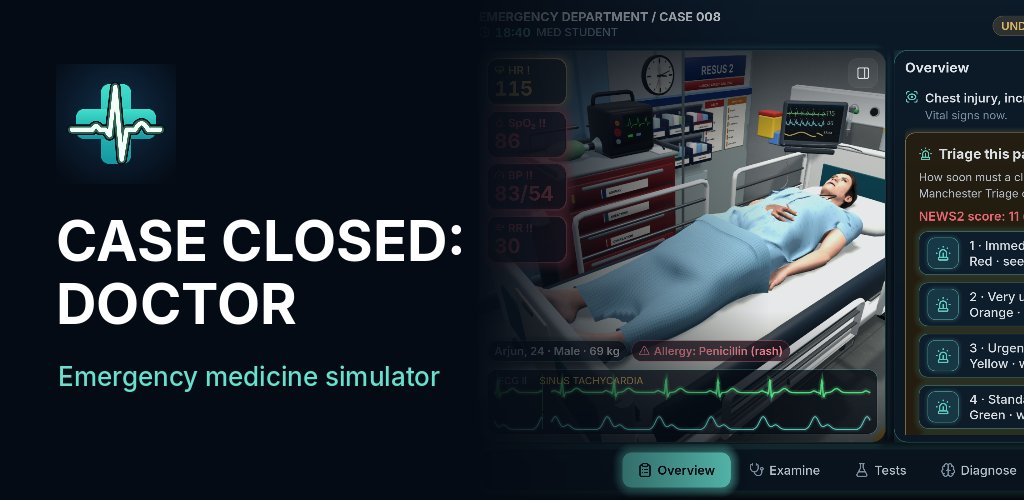 CASE CLOSED:
DOCTOR
Emergency medicine simulator
EMERGENCY DEPARTMENT / CASE 008
18:40 MED STUDENT
HR !
115
SpO₂ !!
86
BP !!
83/54
RR !!
30
RESUS 2
Arjun, 24 · Male · 69 kg
Allergy: Penicillin (rash)
ECG II SINUS TACHYCARDIA
Overview
Chest injury,
Vital signs now.
Triage this
How soon must a
Manchester Triage
NEWS2 score: 11
1 · Immed
Red · see
2 · Very u
Orange ·
3 · Urgen
Yellow · w
4 · Standa
Green · w
Overview
Examine
Tests
Diagnose